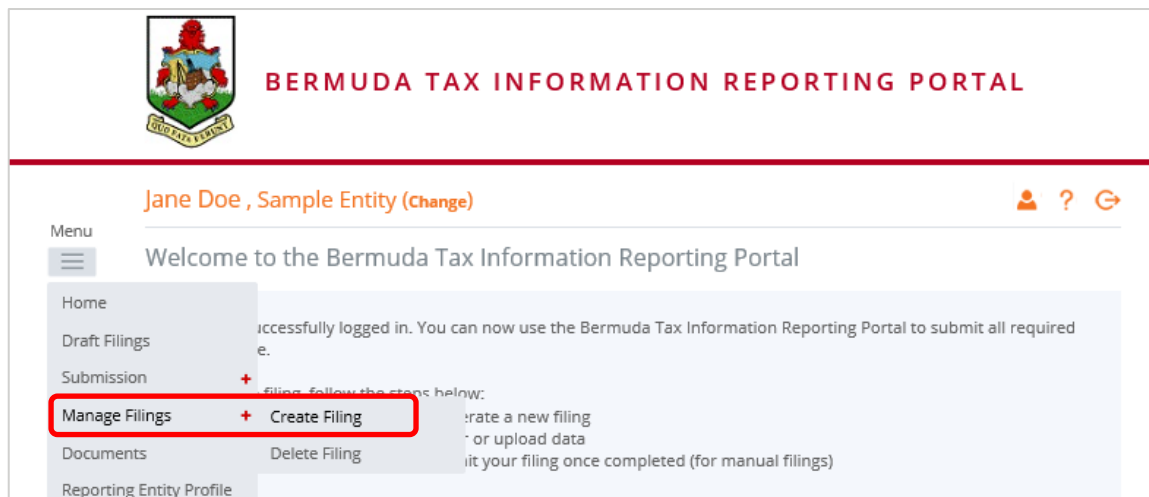 BERMUDA TAX INFORMATION REPORTING PORTAL
QUO FATA FERUNT
Jane Doe , Sample Entity (Change)
?
Menu
Welcome to the Bermuda Tax Information Reporting Portal
Home
uccessfully logged in. You can now use the Bermuda Tax Information Reporting Portal to submit all required
Draft Filings
e.
Submission +
filing, follow the steps below:
Manage Filings + Create Filing
erate a new filing
r or upload data
Documents
Delete Filing
it your filing once completed (for manual filings)
Reporting Entity Profile